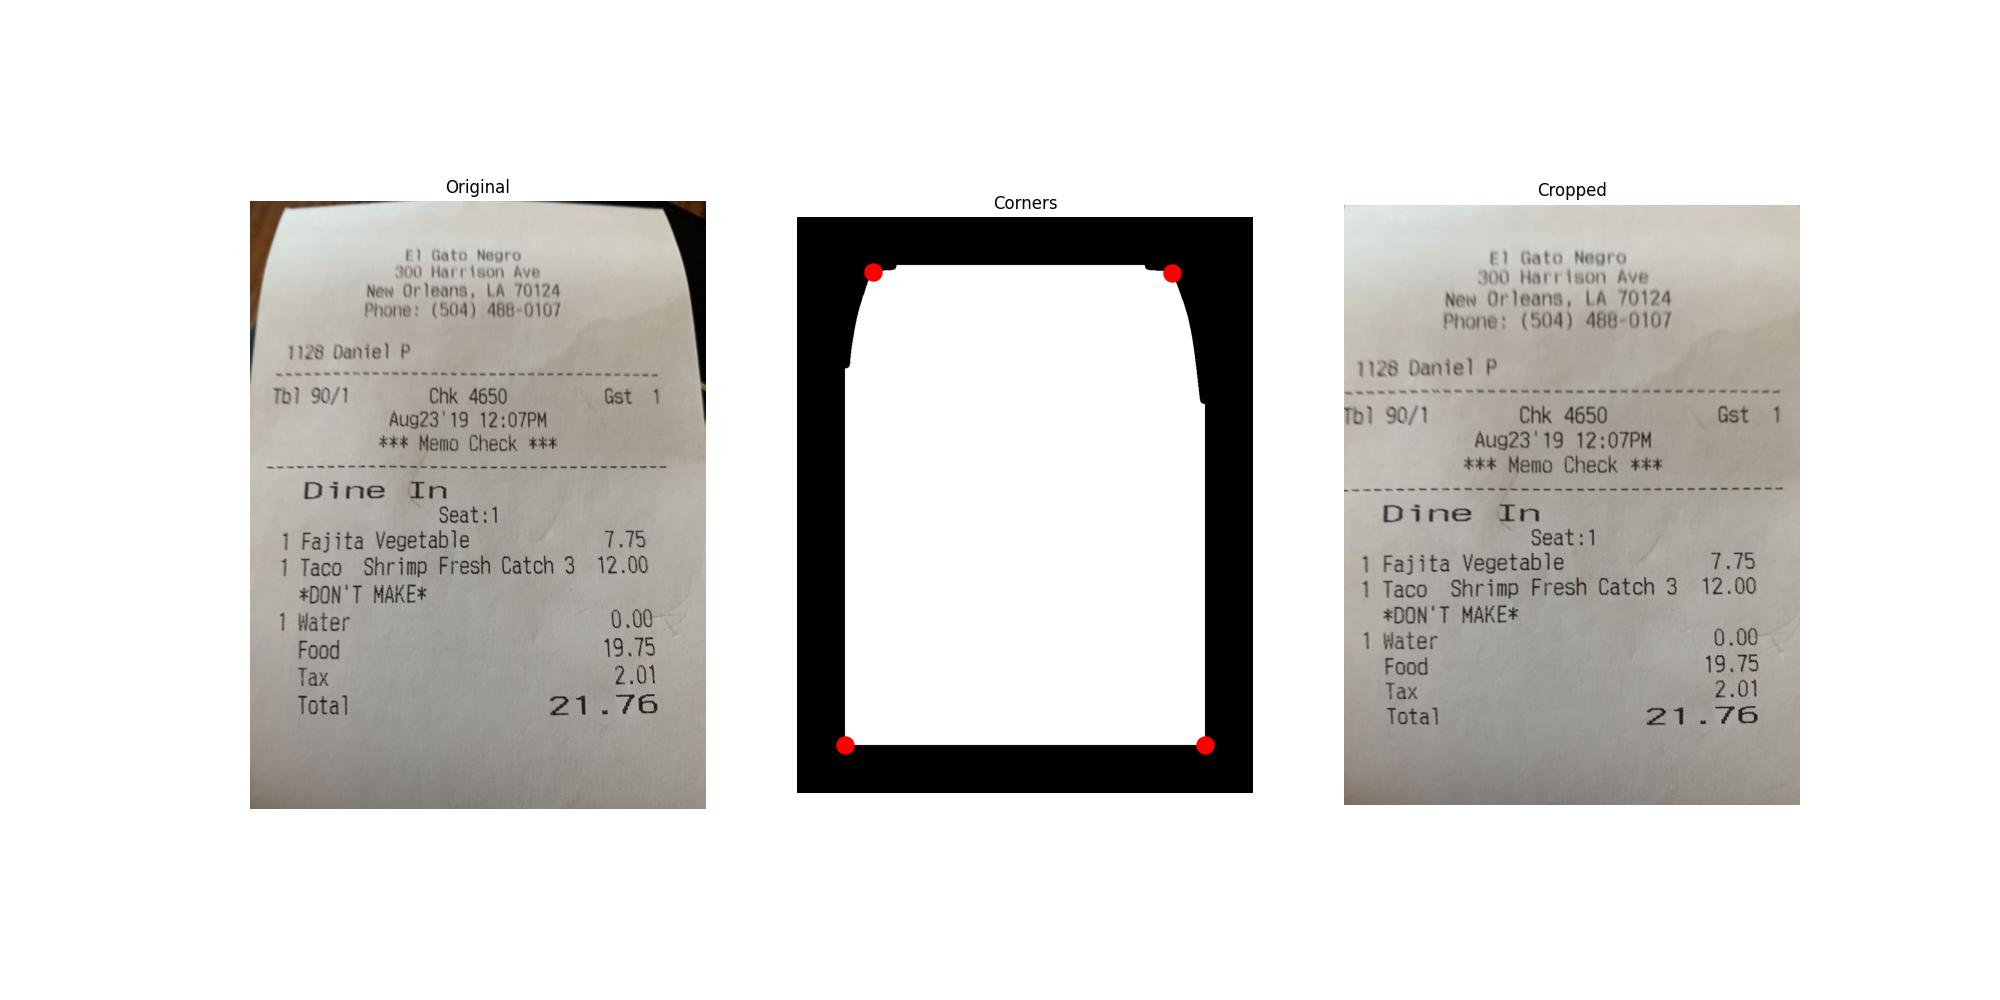 Original
El Gato Negro
300 Harrison Ave
New Orleans, LA 70124
Phone: (504) 488-0107
1128 Daniel P
Tbl 90/1 Chk 4650 Gst 1
Aug23'19 12:07PM
*** Memo Check ***
Dine In
Seat:1
1 Fajita Vegetable 7.75
1 Taco Shrimp Fresh Catch 3 12.00
*DON'T MAKE*
1 Water 0.00
Food 19.75
Tax 2.01
Total 21.76
Corners
Cropped
El Gato Negro
300 Harrison Ave
New Orleans, LA 70124
Phone: (504) 488-0107
1128 Daniel P
Tbl 90/1 Chk 4650 Gst 1
Aug23'19 12:07PM
*** Memo Check ***
Dine In
Seat:1
1 Fajita Vegetable 7.75
1 Taco Shrimp Fresh Catch 3 12.00
*DON'T MAKE*
1 Water 0.00
Food 19.75
Tax 2.01
Total 21.76